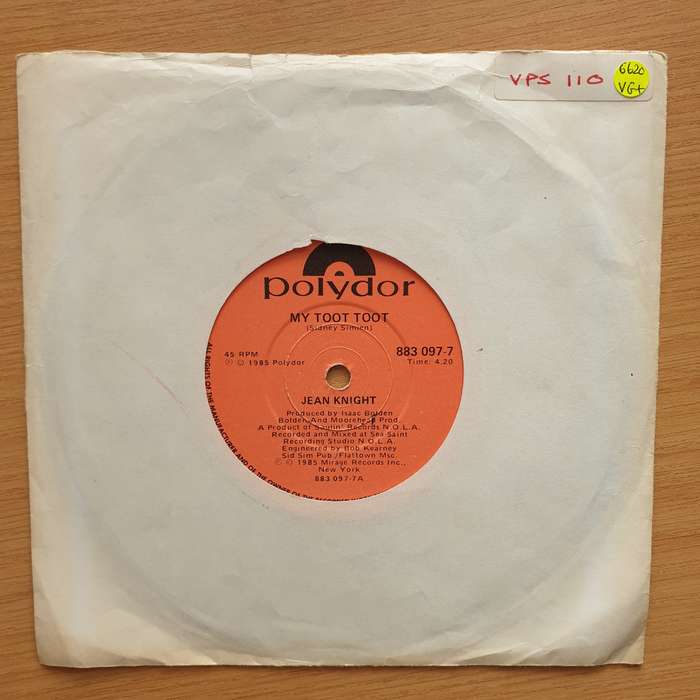 VPS 110
6620
VG+
polydor
MY TOOT TOOT
(Sidney Simien)
45 RPM
℗ © 1985 Polydor
883 097-7
Time: 4.20
JEAN KNIGHT
Produced by Isaac Bolden
Bolden And Moorehead Prod.
A Product of Soulin' Records N.O.L.A.
Recorded and Mixed at Sea Saint
Recording Studio N.O.L.A.
Engineered by Bob Kearney
Sid Sim Pub./Flattown Msc.
℗ © 1985 Mirage Records Inc.,
New York
883 097-7A
ALL RIGHTS OF THE MANUFACTURER AND OF THE OWNER OF THE RECORDED